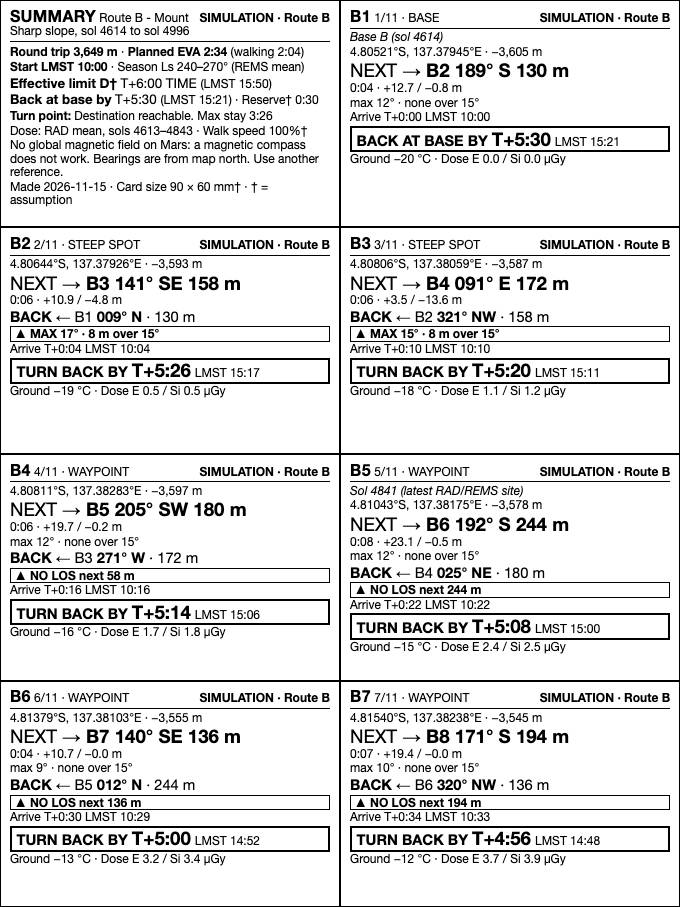 SUMMARY Route B - Mount Sharp slope, sol 4614 to sol 4996
SIMULATION · Route B
Round trip 3,649 m · Planned EVA 2:34 (walking 2:04)
Start LMST 10:00 · Season Ls 240–270° (REMS mean)
Effective limit D† T+6:00 TIME (LMST 15:50)
Back at base by T+5:30 (LMST 15:21) · Reserve† 0:30
Turn point: Destination reachable. Max stay 3:26
Dose: RAD mean, sols 4613–4843 · Walk speed 100%†
No global magnetic field on Mars: a magnetic compass
does not work. Bearings are from map north. Use another
reference.
Made 2026-11-15 · Card size 90 × 60 mm† · † =
assumption
B1 1/11 · BASE
SIMULATION · Route B
Base B (sol 4614)
4.80521°S, 137.37945°E · −3,605 m
NEXT → B2 189° S 130 m
0:04 · +12.7 / −0.8 m
max 12° · none over 15°
Arrive T+0:00 LMST 10:00
BACK AT BASE BY T+5:30 LMST 15:21
Ground −20 °C · Dose E 0.0 / Si 0.0 µGy
B2 2/11 · STEEP SPOT
SIMULATION · Route B
4.80644°S, 137.37926°E · −3,593 m
NEXT → B3 141° SE 158 m
0:06 · +10.9 / −4.8 m
BACK ← B1 009° N · 130 m
▲ MAX 17° · 8 m over 15°
Arrive T+0:04 LMST 10:04
TURN BACK BY T+5:26 LMST 15:17
Ground −19 °C · Dose E 0.5 / Si 0.5 µGy
B3 3/11 · STEEP SPOT
SIMULATION · Route B
4.80806°S, 137.38059°E · −3,587 m
NEXT → B4 091° E 172 m
0:06 · +3.5 / −13.6 m
BACK ← B2 321° NW · 158 m
▲ MAX 15° · 8 m over 15°
Arrive T+0:10 LMST 10:10
TURN BACK BY T+5:20 LMST 15:11
Ground −18 °C · Dose E 1.1 / Si 1.2 µGy
B4 4/11 · WAYPOINT
SIMULATION · Route B
4.80811°S, 137.38283°E · −3,597 m
NEXT → B5 205° SW 180 m
0:06 · +19.7 / −0.2 m
max 12° · none over 15°
BACK ← B3 271° W · 172 m
▲ NO LOS next 58 m
Arrive T+0:16 LMST 10:16
TURN BACK BY T+5:14 LMST 15:06
Ground −16 °C · Dose E 1.7 / Si 1.8 µGy
B5 5/11 · WAYPOINT
SIMULATION · Route B
Sol 4841 (latest RAD/REMS site)
4.81043°S, 137.38175°E · −3,578 m
NEXT → B6 192° S 244 m
0:08 · +23.1 / −0.5 m
max 12° · none over 15°
BACK ← B4 025° NE · 180 m
▲ NO LOS next 244 m
Arrive T+0:22 LMST 10:22
TURN BACK BY T+5:08 LMST 15:00
Ground −15 °C · Dose E 2.4 / Si 2.5 µGy
B6 6/11 · WAYPOINT
SIMULATION · Route B
4.81379°S, 137.38103°E · −3,555 m
NEXT → B7 140° SE 136 m
0:04 · +10.7 / −0.0 m
max 9° · none over 15°
BACK ← B5 012° N · 244 m
▲ NO LOS next 136 m
Arrive T+0:30 LMST 10:29
TURN BACK BY T+5:00 LMST 14:52
Ground −13 °C · Dose E 3.2 / Si 3.4 µGy
B7 7/11 · WAYPOINT
SIMULATION · Route B
4.81540°S, 137.38238°E · −3,545 m
NEXT → B8 171° S 194 m
0:07 · +19.4 / −0.0 m
max 10° · none over 15°
BACK ← B6 320° NW · 136 m
▲ NO LOS next 194 m
Arrive T+0:34 LMST 10:33
TURN BACK BY T+4:56 LMST 14:48
Ground −12 °C · Dose E 3.7 / Si 3.9 µGy